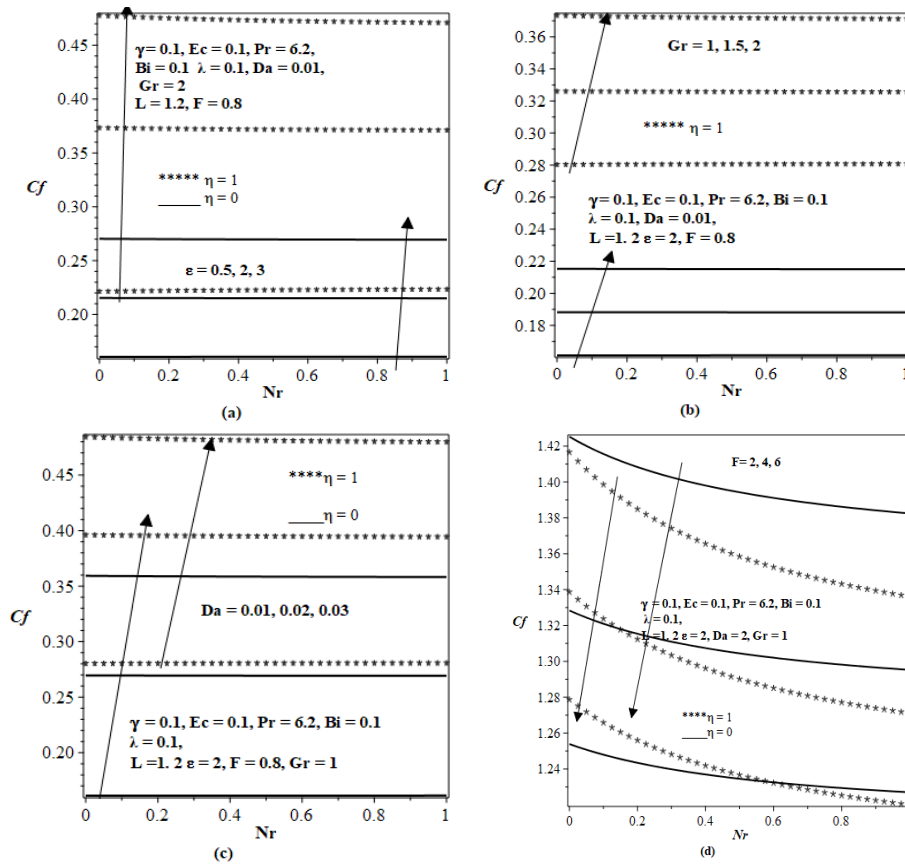 0.48
0.43
0.37
0.30
0.27
0.22
0.20
Cf
γ= 0.1, Ec = 0.1, Pr = 6.2,
Bi = 0.1 λ = 0.1, Da = 0.01,
Gr = 2
L = 1.2, F = 0.8
***** η = 1
_____ η = 0
ε = 0.5, 2, 3
0 0.2 0.4 0.6 0.8 1
Nr
(a)
0.36
0.34
0.32
0.30
0.28
0.26
0.24
0.22
0.20
0.18
Cf
Gr = 1, 1.5, 2
***** η = 1
γ= 0.1, Ec = 0.1, Pr = 6.2, Bi = 0.1
λ = 0.1, Da = 0.01,
L =1. 2 ε = 2, F = 0.8
0 0.2 0.4 0.6 0.8 1
Nr
(b)
0.45
0.40
0.36
0.30
0.27
0.20
Cf
****η = 1
____η = 0
Da = 0.01, 0.02, 0.03
γ = 0.1, Ec = 0.1, Pr = 6.2, Bi = 0.1
λ = 0.1,
L =1. 2 ε = 2, F = 0.8, Gr = 1
0 0.2 0.4 0.6 0.8 1
Nr
(c)
1.42
1.40
1.38
1.36
1.34
1.32
1.30
1.28
1.26
1.24
Cf
F= 2, 4, 6
γ = 0.1, Ec = 0.1, Pr = 6.2, Bi = 0.1
λ = 0.1,
L =1. 2 ε = 2, Da = 2, Gr = 1
****η = 1
____η = 0
0 0.2 0.4 0.6 0.8
Nr
(d)